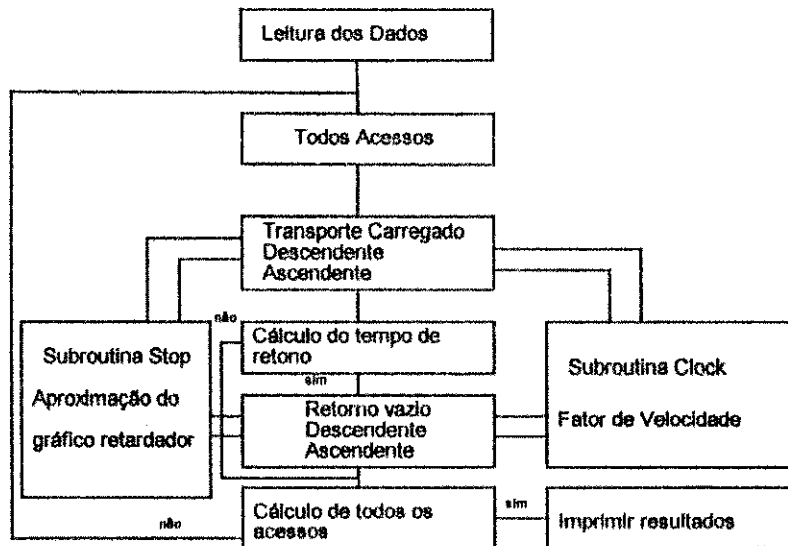 Leitura dos Dados
Todos Acessos
Transporte Carregado
Descendente
Ascendente
não
Cálculo do tempo de
retorno
sim
Subroutina Stop
Aproximação do
gráfico retardador
Subroutina Clock
Fator de Velocidade
Retorno vazio
Descendente
Ascendente
não
Cálculo de todos os
acessos
sim
Imprimir resultados